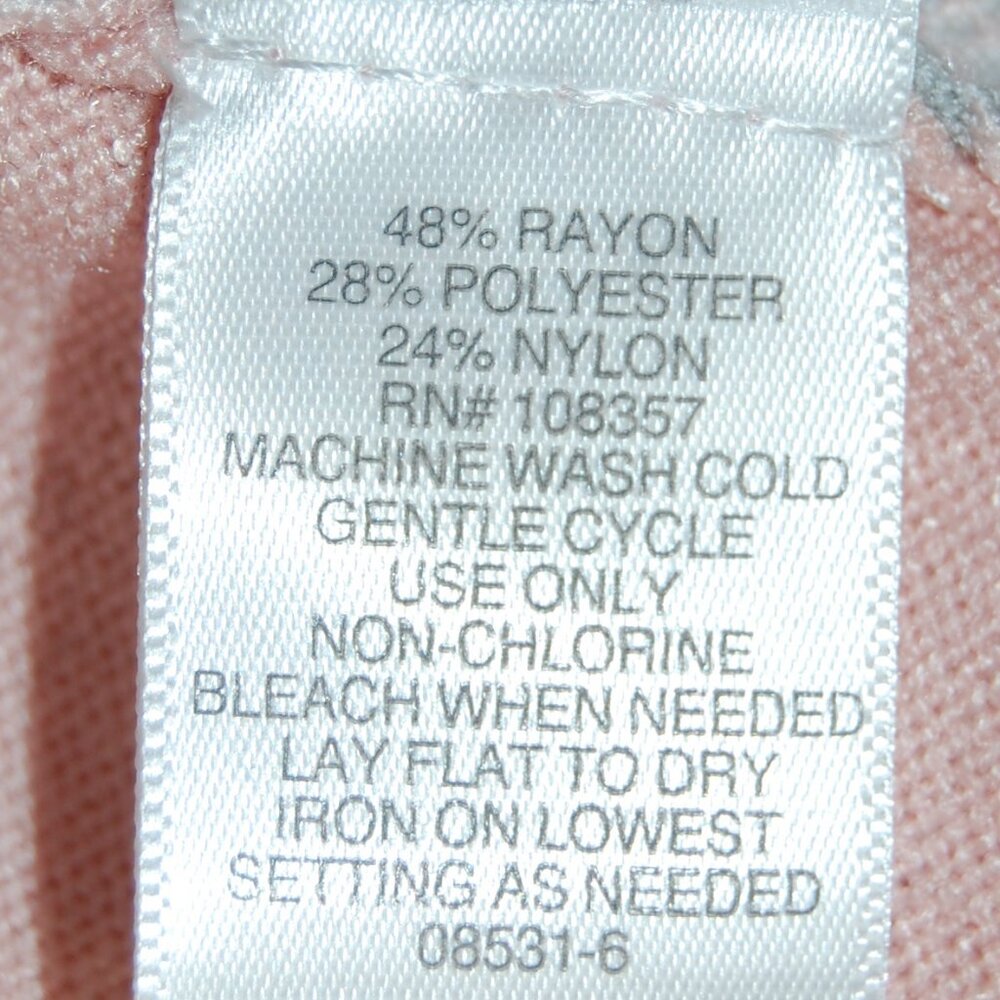 48% RAYON
28% POLYESTER
24% NYLON
RN# 108357
MACHINE WASH COLD
GENTLE CYCLE
USE ONLY
NON-CHLORINE
BLEACH WHEN NEEDED
LAY FLAT TO DRY
IRON ON LOWEST
SETTING AS NEEDED
08531-6